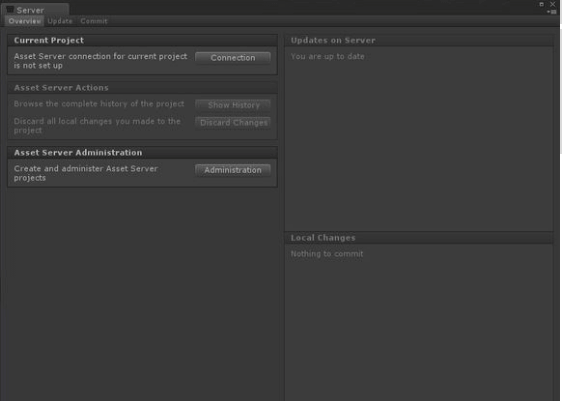 Server
Overview Update Commit
Current Project
Asset Server connection for current project
is not set up
Connection
Asset Server Actions
Browse the complete history of the project
Show History
Discard all local changes you made to the
project
Discard Changes
Asset Server Administration
Create and administer Asset Server
projects
Administration
Updates on Server
You are up to date
Local Changes
Nothing to commit